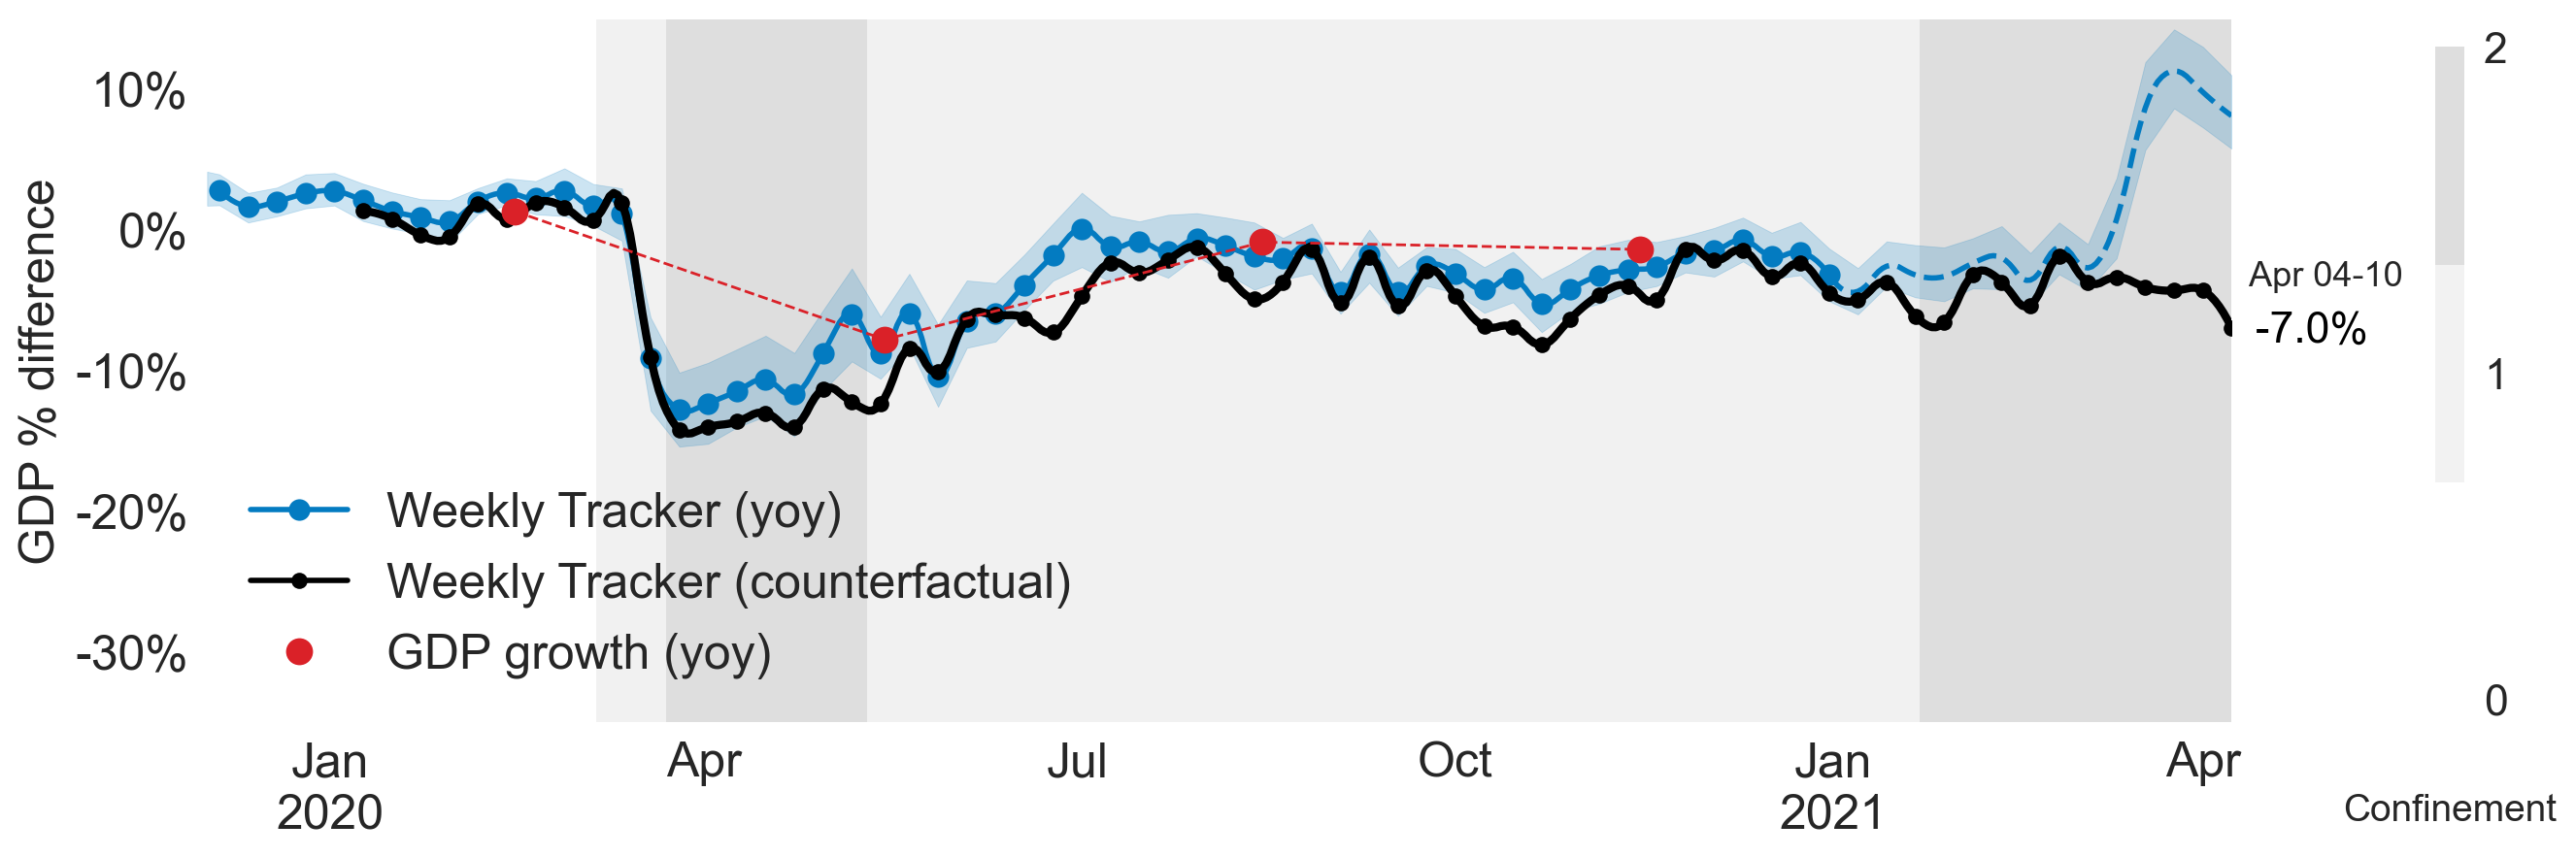 GDP % difference
10%
0%
-10%
-20%
-30%
Weekly Tracker (yoy)
Weekly Tracker (counterfactual)
GDP growth (yoy)
Jan
2020
Apr
Jul
Oct
Jan
2021
Apr
Apr 04-10
-7.0%
2
1
0
Confinement